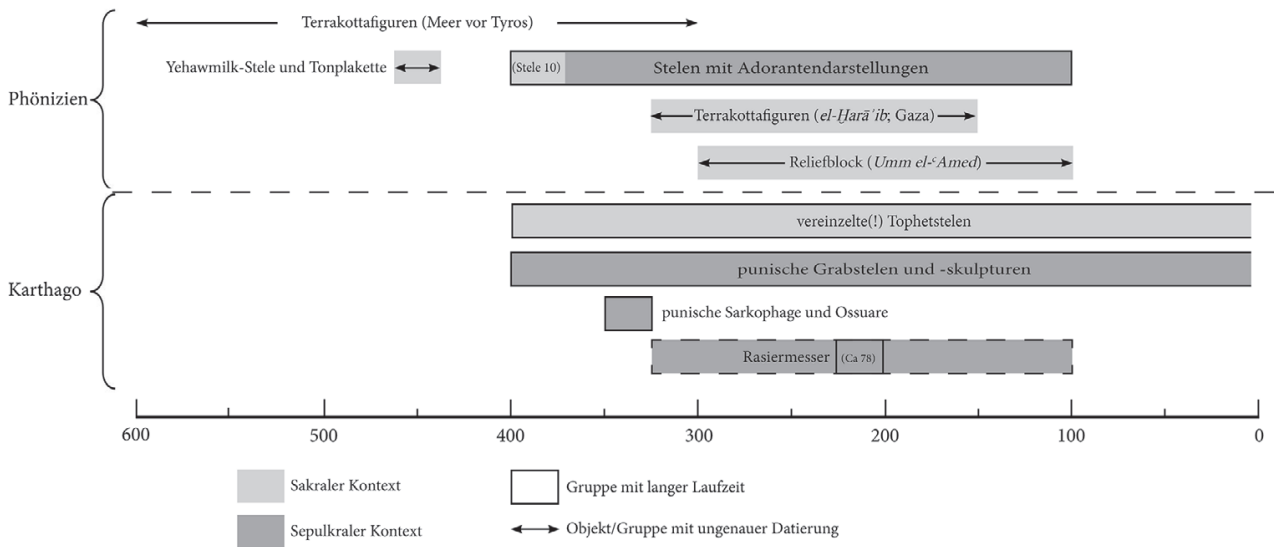 Terrakottafiguren (Meer vor Tyros)
Yehawmilk-Stele und Tonplakette
(Stele 10)
Stelen mit Adorantendarstellungen
Phönizien
Terrakottafiguren (el-Ḫarāʾib; Gaza)
Reliefblock (Umm el-ʿAmed)
vereinzelte(!) Tophetstelen
punische Grabstelen und -skulpturen
Karthago
punische Sarkophage und Ossuare
Rasiermesser
(Ca 78)
600 500 400 300 200 100 0
Sakraler Kontext
Gruppe mit langer Laufzeit
Sepulkraler Kontext
Objekt/Gruppe mit ungenauer Datierung